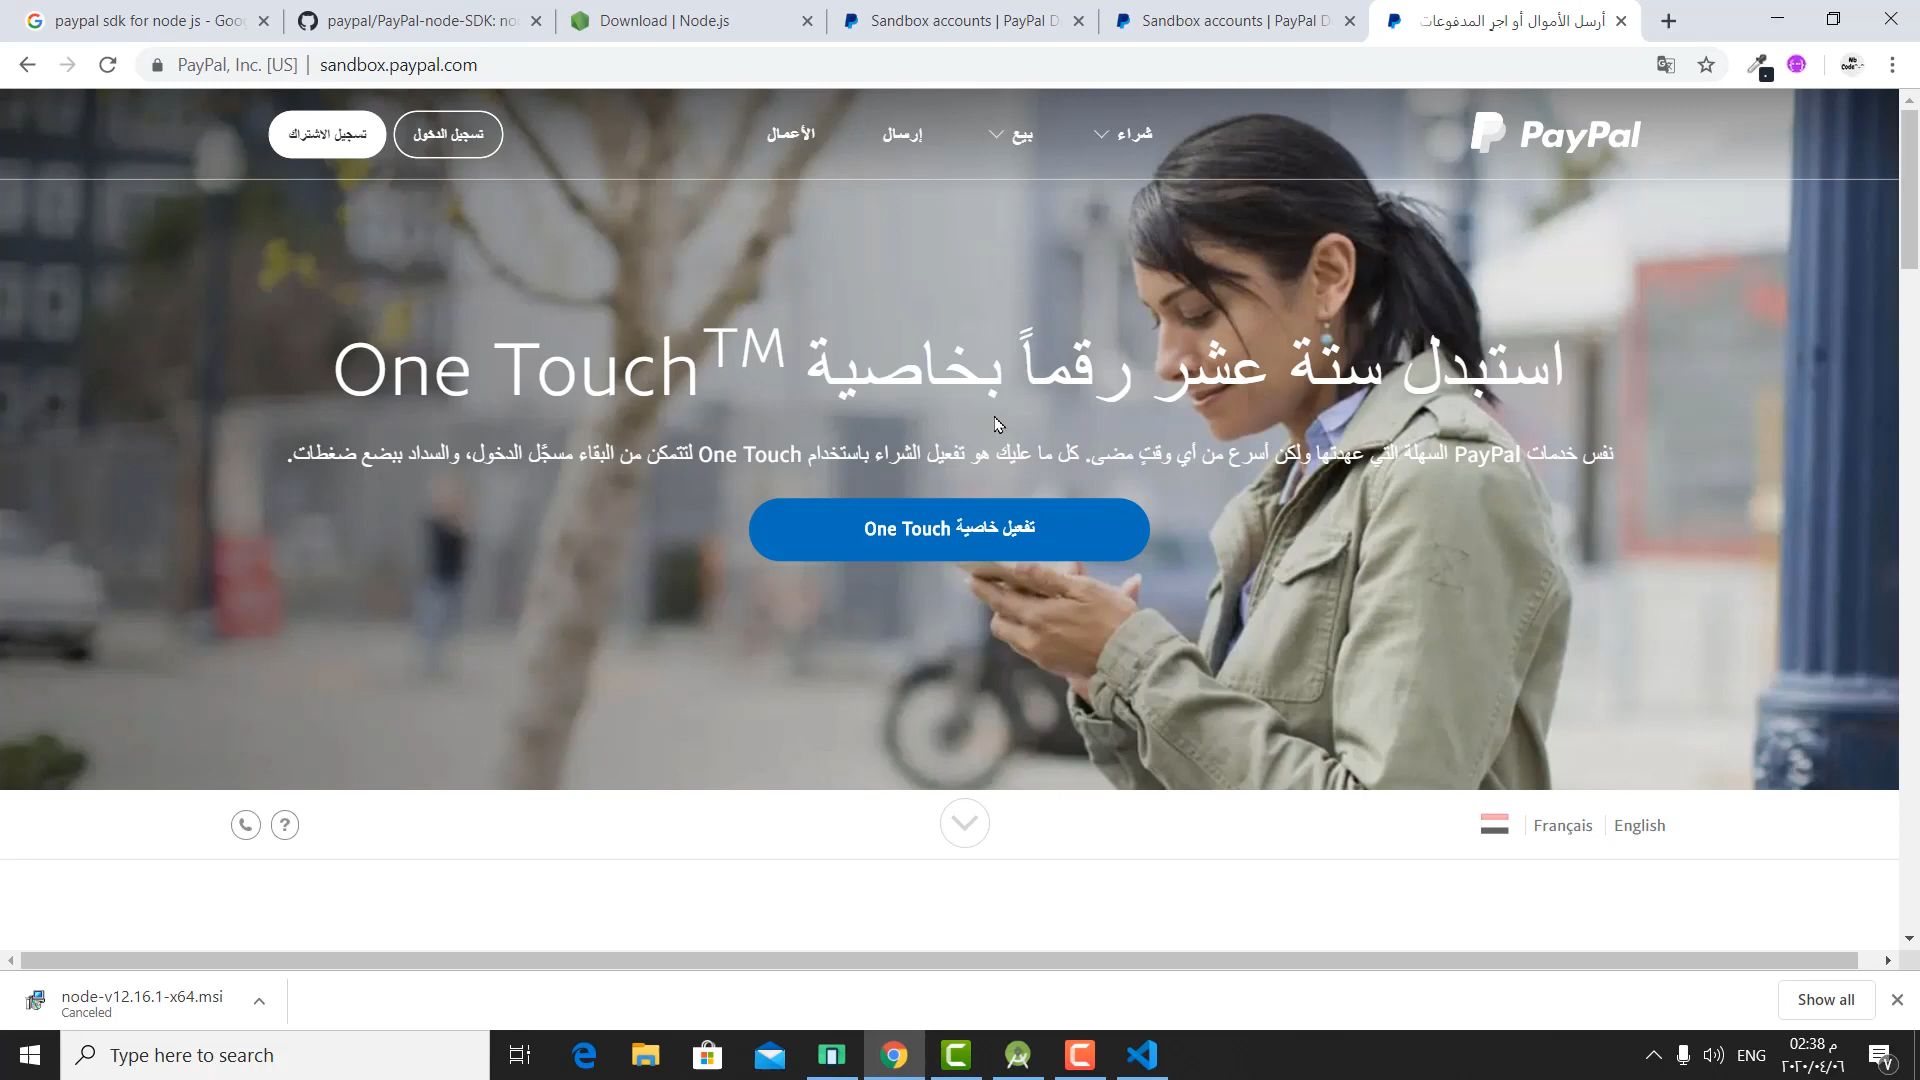 paypal sdk for node js - Goo
paypal/PayPal-node-SDK: no
Download | Node.js
Sandbox accounts | PayPal D
Sandbox accounts | PayPal D
أرسل الأموال أو اجرِ المدفوعات
PayPal, Inc. [US] | sandbox.paypal.com
PayPal
شراء
بيع
إرسال
الأعمال
تسجيل الدخول
تسجيل الاشتراك
استبدل ستة عشر رقماً بخاصية One Touch™
نفس خدمات PayPal السهلة التي عهدتها ولكن أسرع من أي وقتٍ مضى. كل ما عليك هو تفعيل الشراء باستخدام One Touch لتتمكن من البقاء مسجَّل الدخول، والسداد ببضع ضغطات.
تفعيل خاصية One Touch
Français | English
node-v12.16.1-x64.msi
Canceled
Show all
Type here to search
ENG
02:38 م
٢٠٢٠/٠٤/٠٦